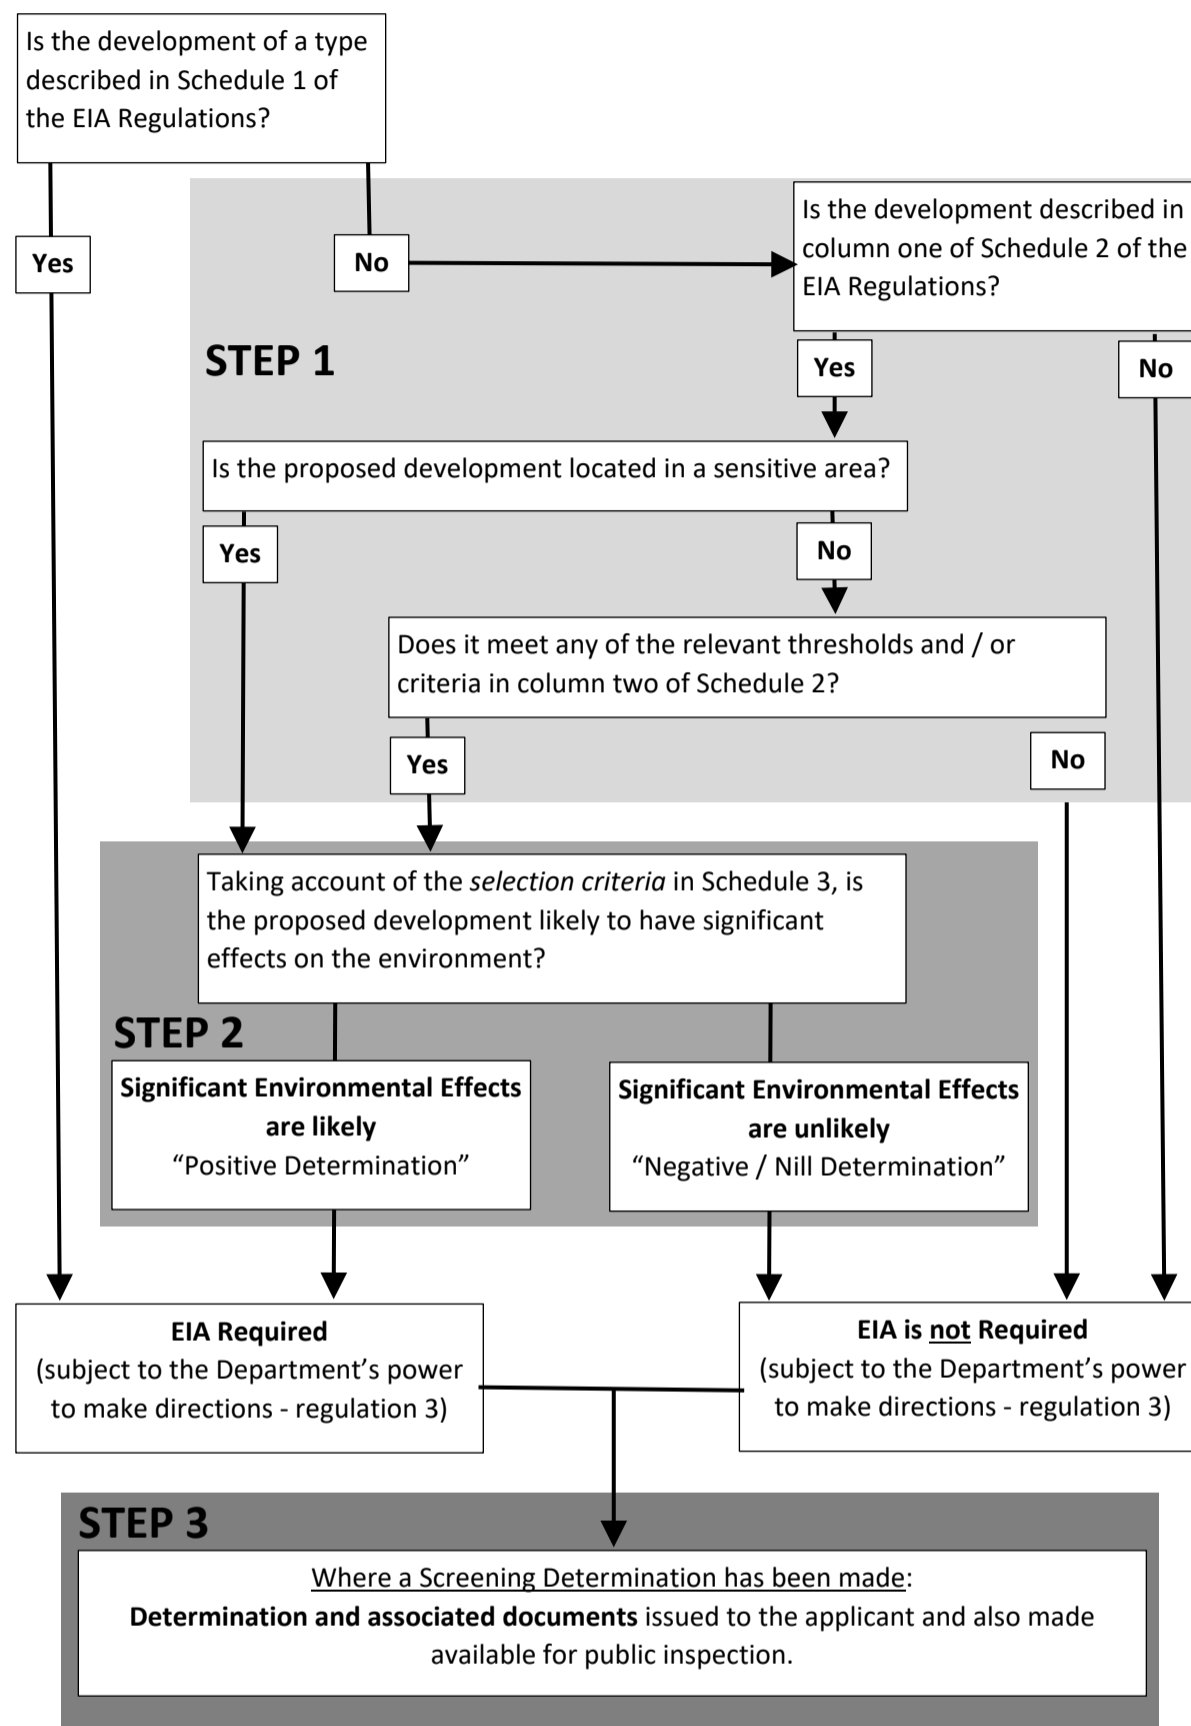 Is the development of a type
described in Schedule 1 of
the EIA Regulations?
Yes
No
Is the development described in
column one of Schedule 2 of the
EIA Regulations?
STEP 1
Yes
No
Is the proposed development located in a sensitive area?
Yes
No
Does it meet any of the relevant thresholds and / or
criteria in column two of Schedule 2?
Yes
No
Taking account of the selection criteria in Schedule 3, is
the proposed development likely to have significant
effects on the environment?
STEP 2
Significant Environmental Effects
are likely
“Positive Determination”
Significant Environmental Effects
are unlikely
“Negative / Nill Determination”
EIA Required
(subject to the Department’s power
to make directions - regulation 3)
EIA is not Required
(subject to the Department’s power
to make directions - regulation 3)
STEP 3
Where a Screening Determination has been made:
Determination and associated documents issued to the applicant and also made
available for public inspection.